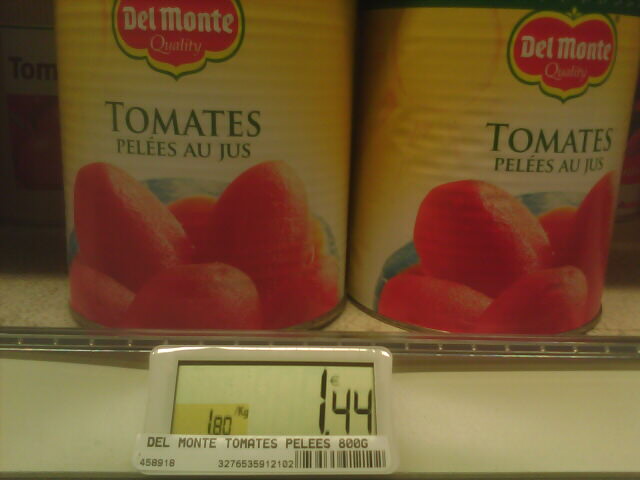 Del Monte
Quality
TOMATES
PELÉES AU JUS
Del Monte
Quality
TOMATES
PELÉES AU JUS
Tom
1,44 €
1,80 /Kg
DEL MONTE TOMATES PELEES 800G
458918 3276535912102